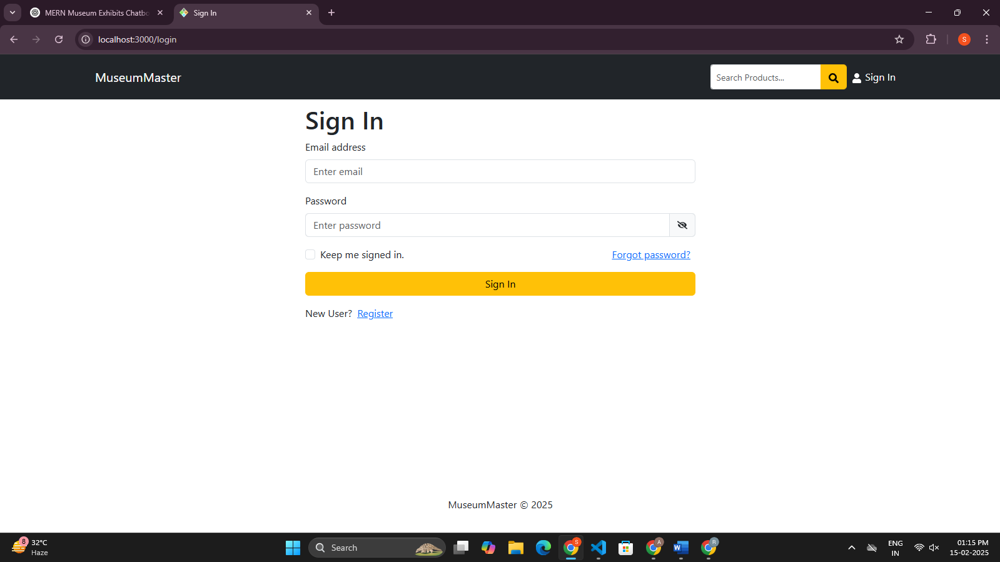 MERN Museum Exhibits Chatbo
Sign In
localhost:3000/login
S
MuseumMaster
Search Products...
Sign In
Sign In
Email address
Enter email
Password
Enter password
Keep me signed in.
Forgot password?
Sign In
New User? Register
MuseumMaster © 2025
8
32°C
Haze
Search
S
A
W
R
ENG
IN
01:15 PM
15-02-2025